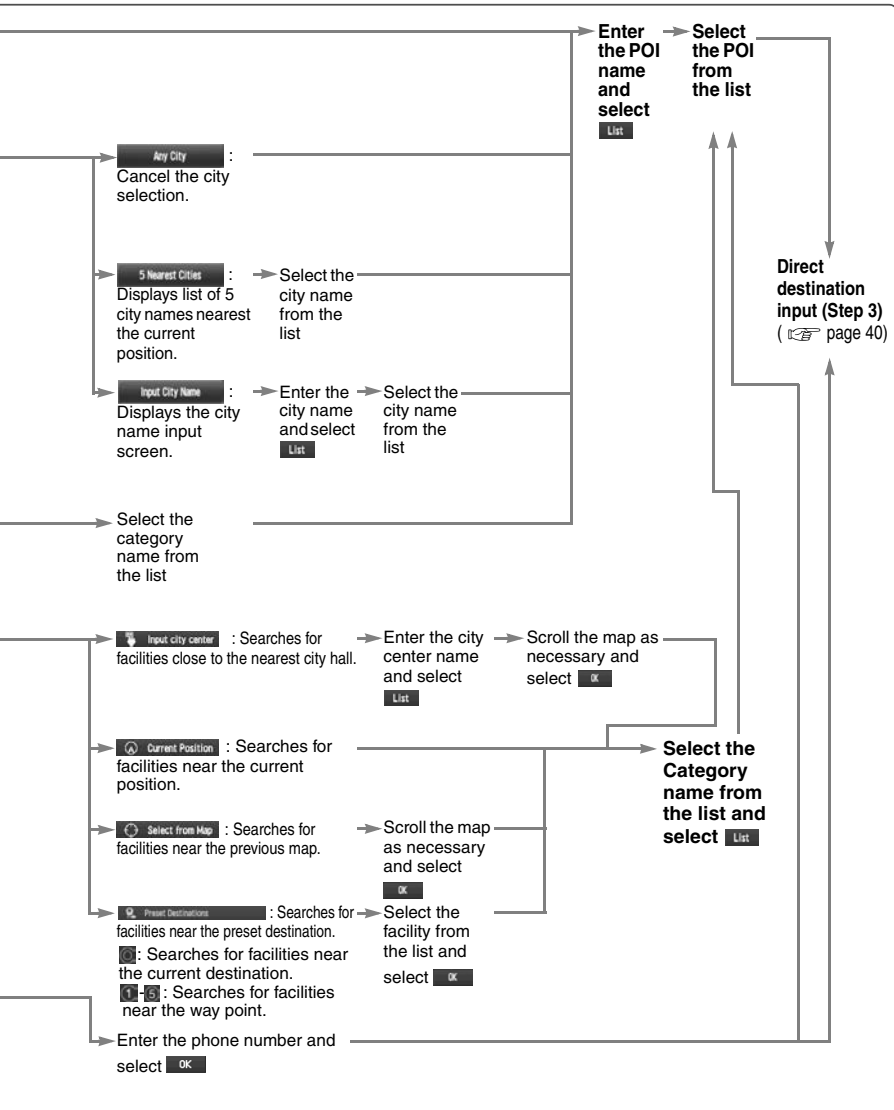 Enter
the POI
name
and
select
List
Select
the POI
from
the list
Any City :
Cancel the city
selection.
5 Nearest Cities :
Displays list of 5
city names nearest
the current
position.
Select the
city name
from the
list
Input City Name :
Displays the city
name input
screen.
Enter the
city name
and select
List
Select the
city name
from the
list
Direct
destination
input (Step 3)
( page 40)
Select the
category
name from
the list
Input city center : Searches for
facilities close to the nearest city hall.
Enter the city
center name
and select
List
Scroll the map as
necessary and
select OK
Current Position : Searches for
facilities near the current
position.
Select the
Category
name from
the list and
select List
Select from Map : Searches for
facilities near the previous map.
Scroll the map
as necessary
and select
OK
Preset Destinations : Searches for
facilities near the preset destination.
: Searches for facilities near
the current destination.
1 - 5 : Searches for facilities
near the way point.
Select the
facility from
the list and
select OK
Enter the phone number and
select OK